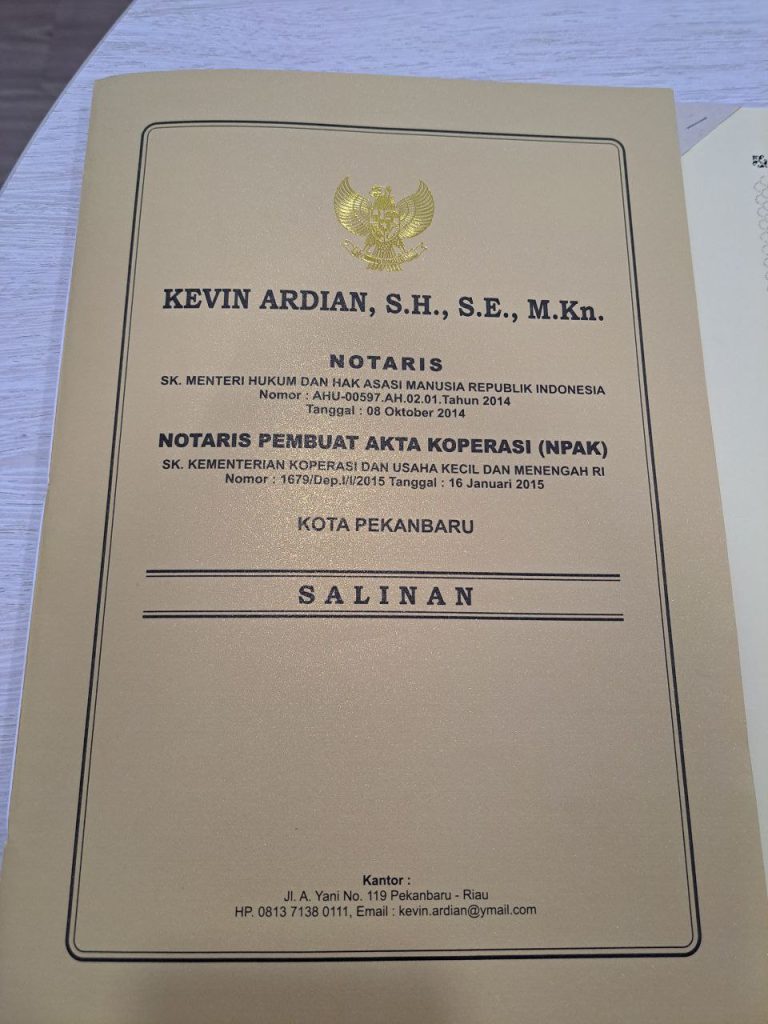 KEVIN ARDIAN, S.H., S.E., M.Kn.
NOTARIS
SK. MENTERI HUKUM DAN HAK ASASI MANUSIA REPUBLIK INDONESIA
Nomor : AHU-00597.AH.02.01.Tahun 2014
Tanggal : 08 Oktober 2014
NOTARIS PEMBUAT AKTA KOPERASI (NPAK)
SK. KEMENTERIAN KOPERASI DAN USAHA KECIL DAN MENENGAH RI
Nomor : 1679/Dep.I/I/2015 Tanggal : 16 Januari 2015
KOTA PEKANBARU
SALINAN
Kantor :
Jl. A. Yani No. 119 Pekanbaru - Riau
HP. 0813 7138 0111, Email : kevin.ardian@ymail.com